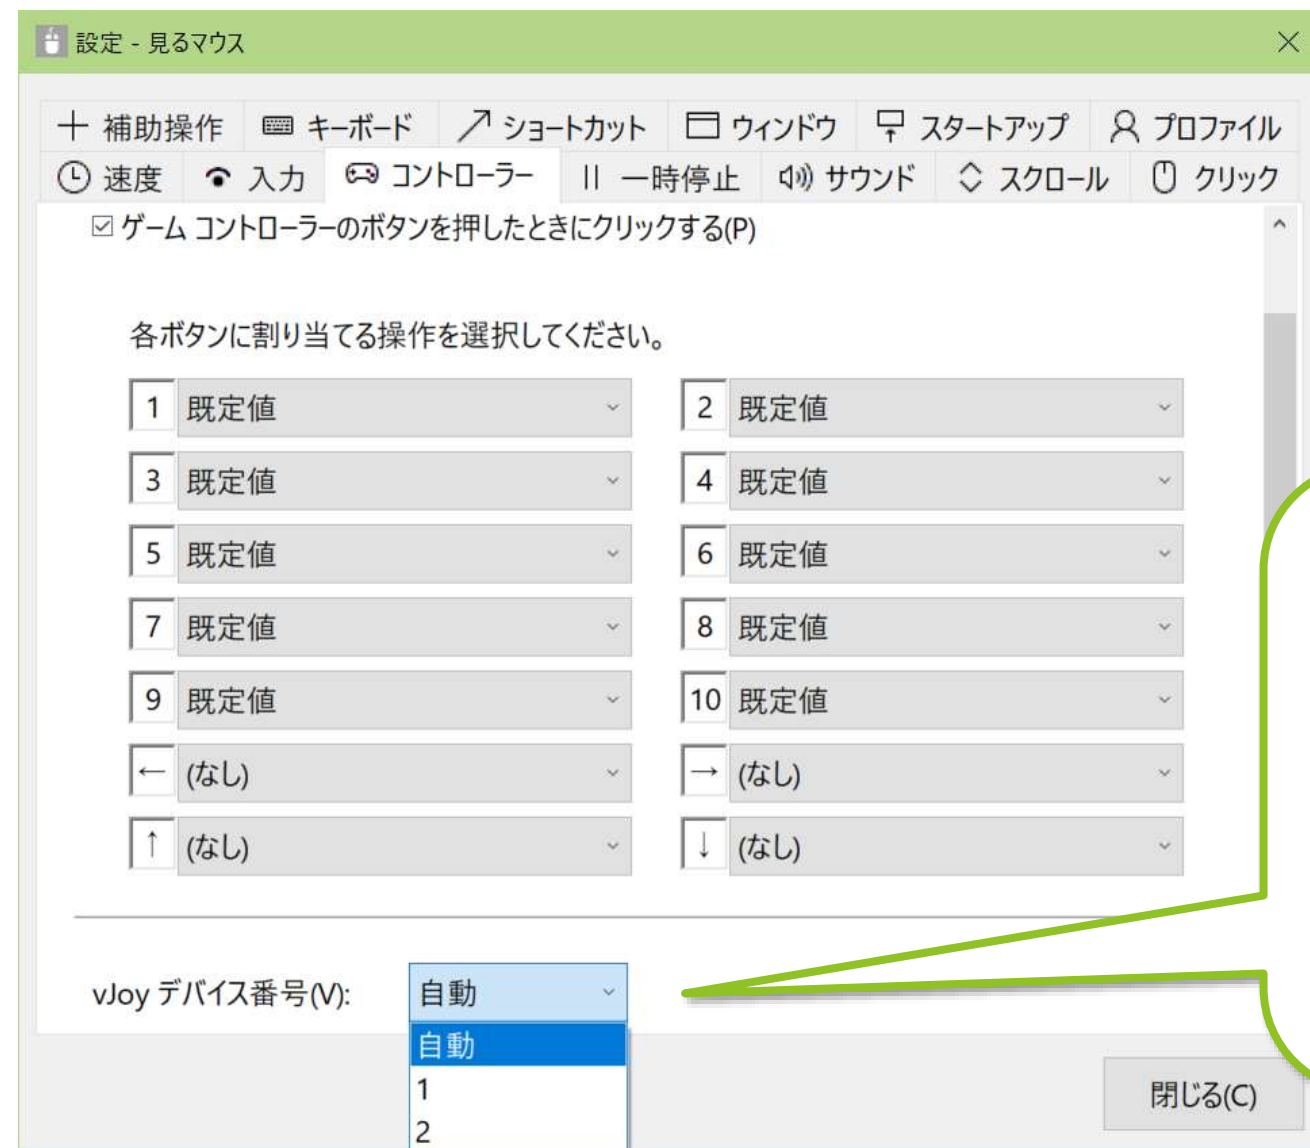 設定 - 見るマウス
補助操作 キーボード ショートカット ウィンドウ スタートアップ プロファイル
速度 入力 コントローラー 一時停止 サウンド スクロール クリック
ゲーム コントローラーのボタンを押したときにクリックする(P)
各ボタンに割り当てる操作を選択してください。
1 既定値 2 既定値
3 既定値 4 既定値
5 既定値 6 既定値
7 既定値 8 既定値
9 既定値 10 既定値
← (なし) → (なし)
↑ (なし) ↓ (なし)
vJoy デバイス番号(V): 自動
自動
1
2
閉じる(C)